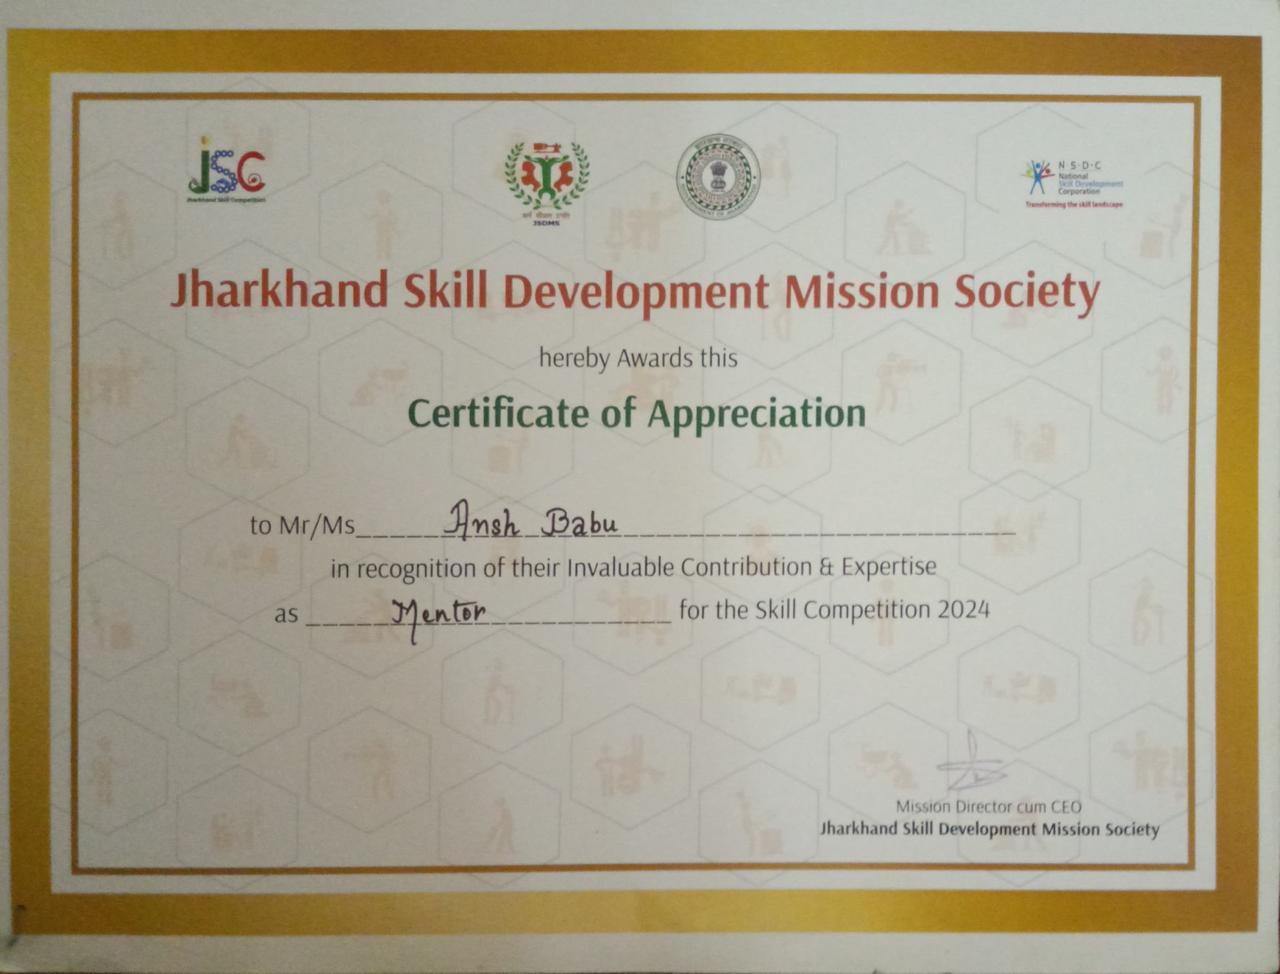 JSC
Jharkhand Skill Competition
JSDMS
N·S·D·C
National
Skill Development
Corporation
Transforming the skill landscape
Jharkhand Skill Development Mission Society
hereby Awards this
Certificate of Appreciation
to Mr/Ms Ansh Babu
in recognition of their Invaluable Contribution & Expertise
as Mentor for the Skill Competition 2024
Mission Director cum CEO
Jharkhand Skill Development Mission Society